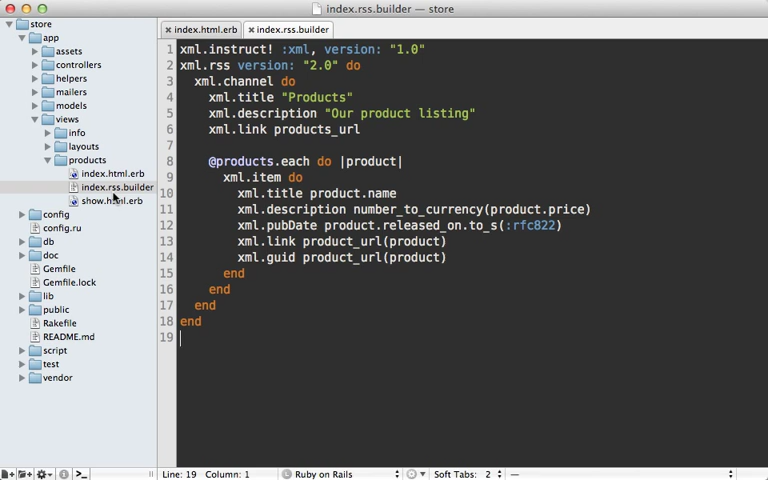 index.rss.builder — store
store
app
assets
controllers
helpers
mailers
models
views
info
layouts
products
index.html.erb
index.rss.builder
show.html.erb
config
config.ru
db
doc
Gemfile
Gemfile.lock
lib
public
Rakefile
README.md
script
test
vendor
index.html.erb
index.rss.builder
1 xml.instruct! :xml, version: "1.0"
2 xml.rss version: "2.0" do
3 xml.channel do
4 xml.title "Products"
5 xml.description "Our product listing"
6 xml.link products_url
7
8 @products.each do |product|
9 xml.item do
10 xml.title product.name
11 xml.description number_to_currency(product.price)
12 xml.pubDate product.released_on.to_s(:rfc822)
13 xml.link product_url(product)
14 xml.guid product_url(product)
15 end
16 end
17 end
18 end
19
Line: 19 Column: 1 Ruby on Rails Soft Tabs: 2 —